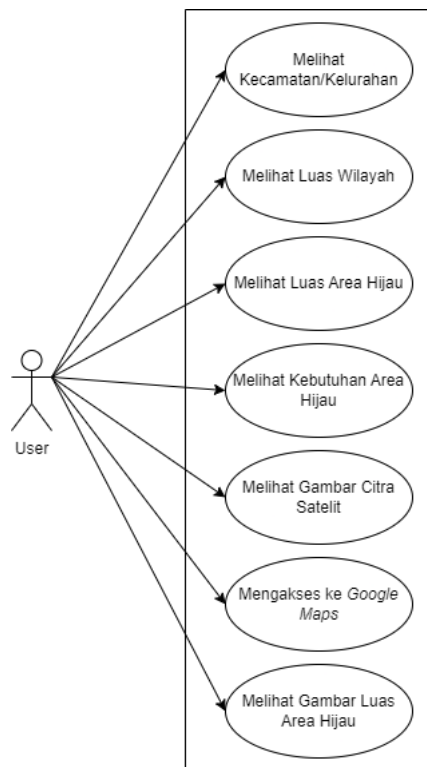 Melihat
Kecamatan/Kelurahan
Melihat Luas Wilayah
Melihat Luas Area Hijau
Melihat Kebutuhan Area
Hijau
User
Melihat Gambar Citra
Satelit
Mengakses ke Google
Maps
Melihat Gambar Luas
Area Hijau